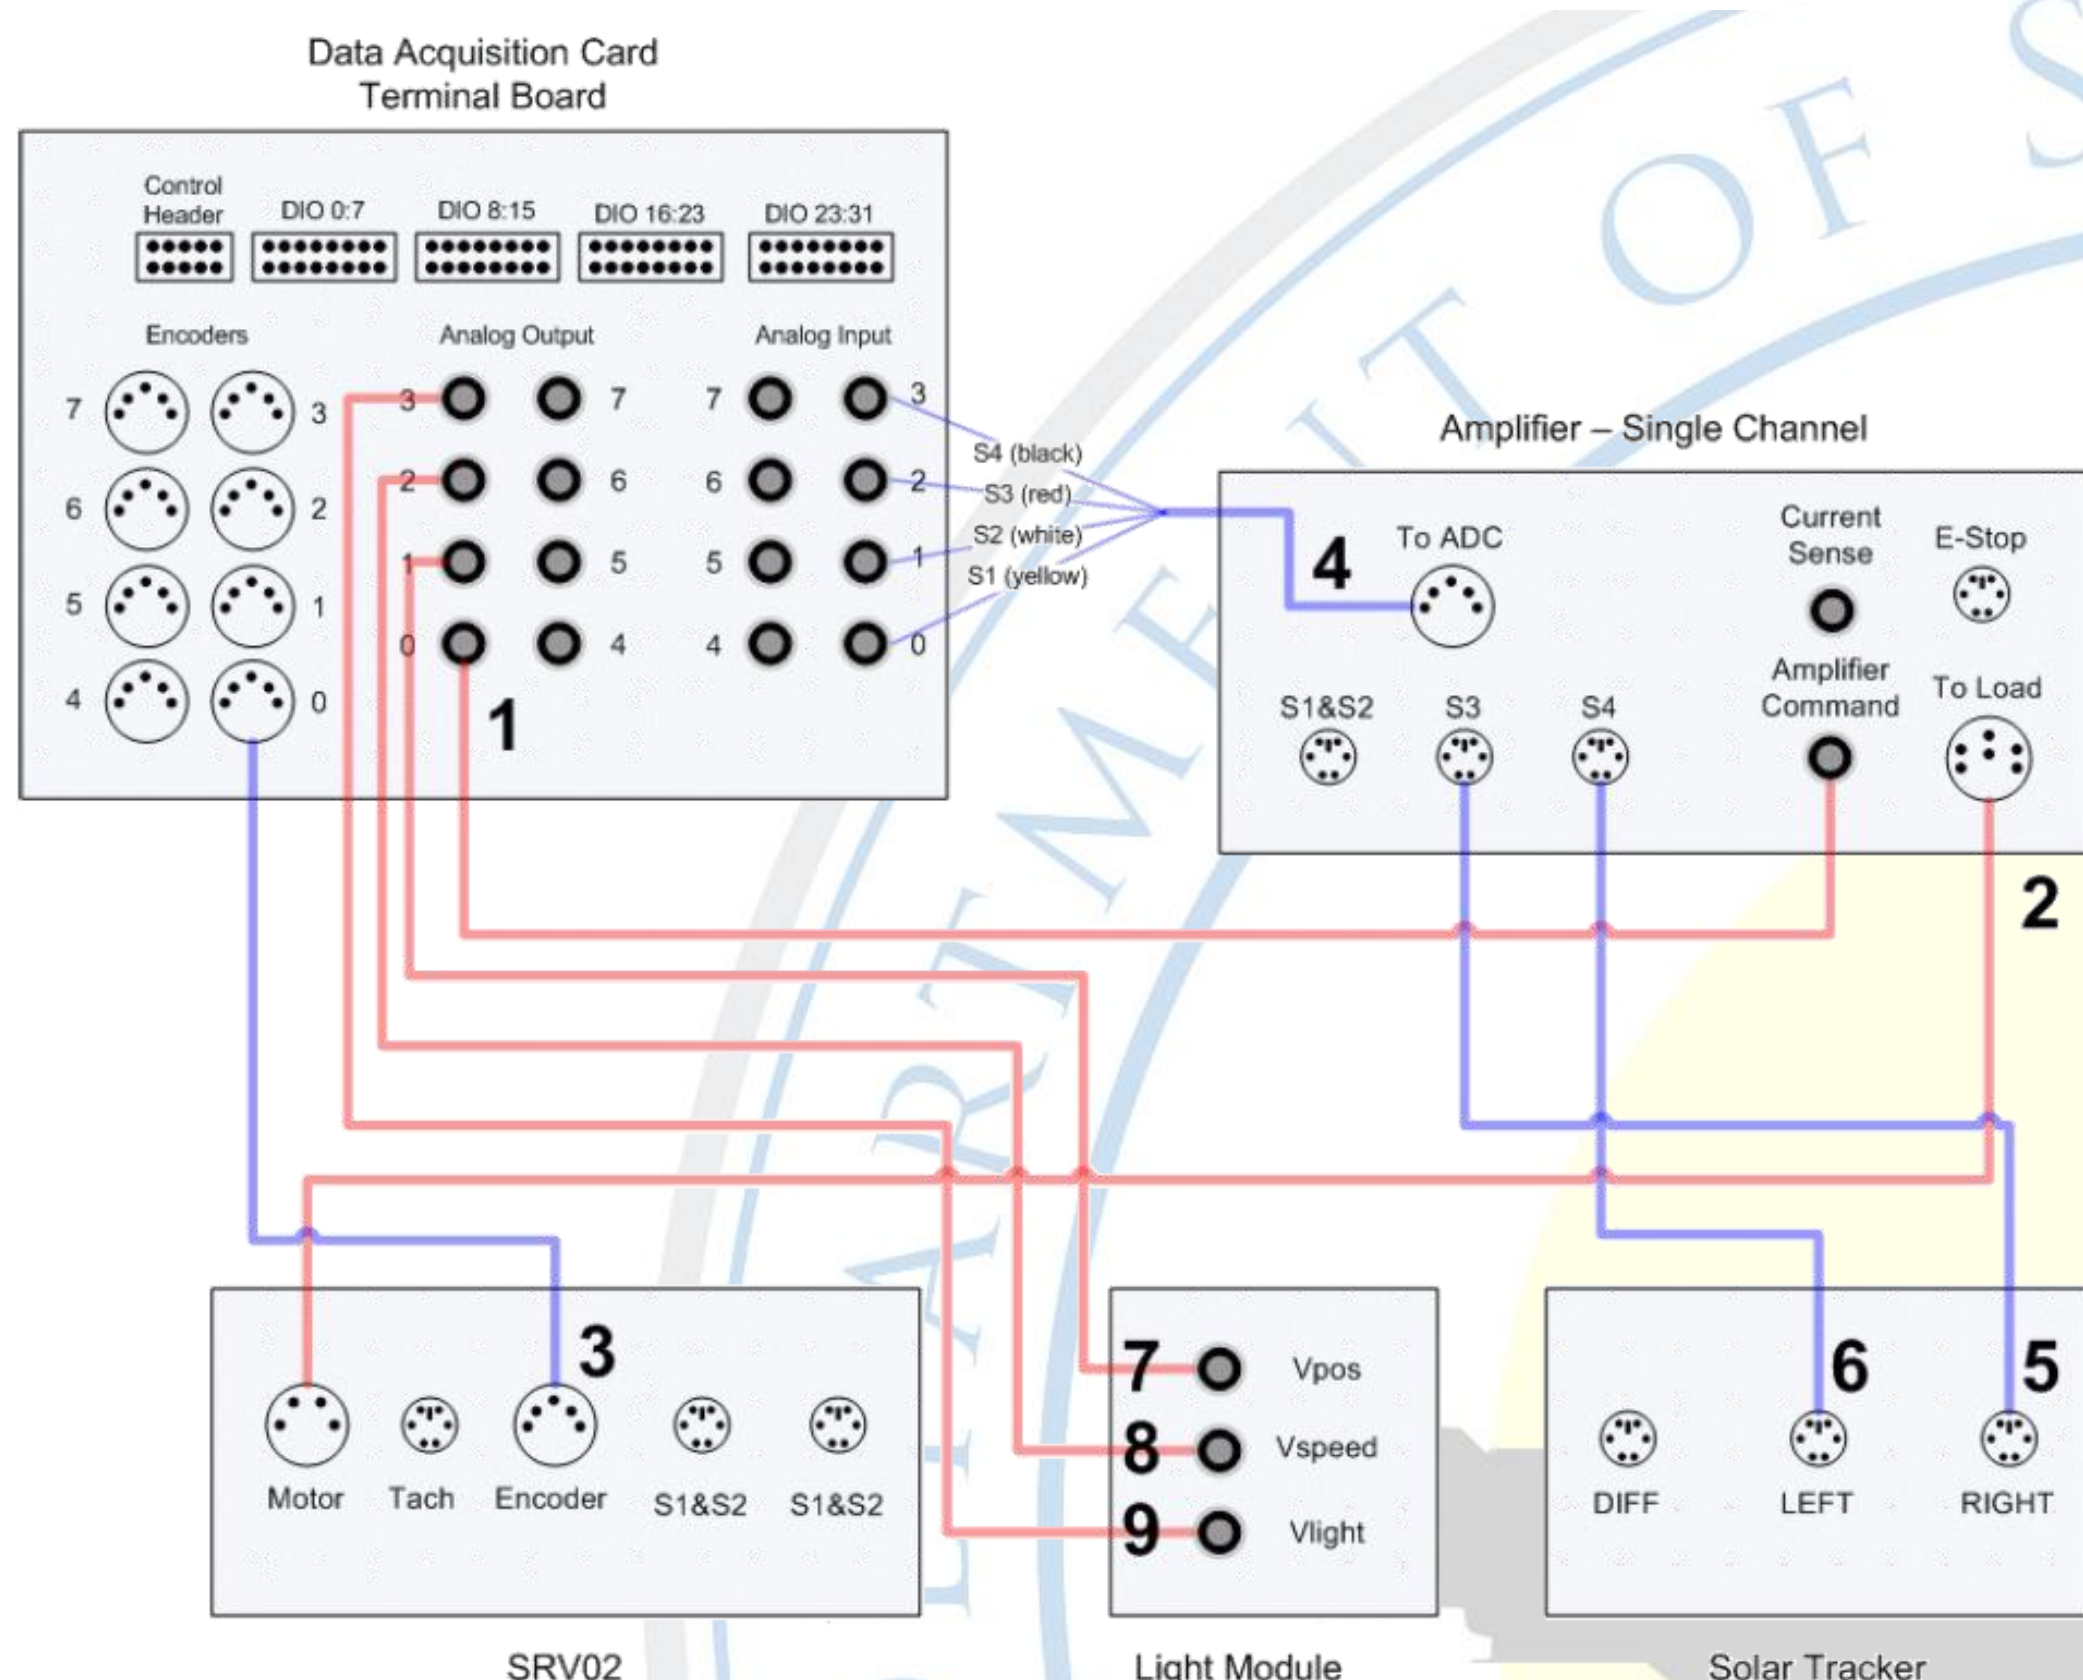 Data Acquisition Card
Terminal Board
Control
Header
DIO 0:7
DIO 8:15
DIO 16:23
DIO 23:31
Encoders
Analog Output
Analog Input
7
3
3
7
7
3
6
2
2
6
6
2
5
1
1
5
5
1
4
0
0
4
4
0
1
S4 (black)
S3 (red)
S2 (white)
S1 (yellow)
Amplifier – Single Channel
4
To ADC
Current
Sense
E-Stop
S1&S2
S3
S4
Amplifier
Command
To Load
2
3
Motor
Tach
Encoder
S1&S2
S1&S2
SRV02
7
Vpos
8
Vspeed
9
Vlight
Light Module
6
5
DIFF
LEFT
RIGHT
Solar Tracker
ARTME
IT OF S